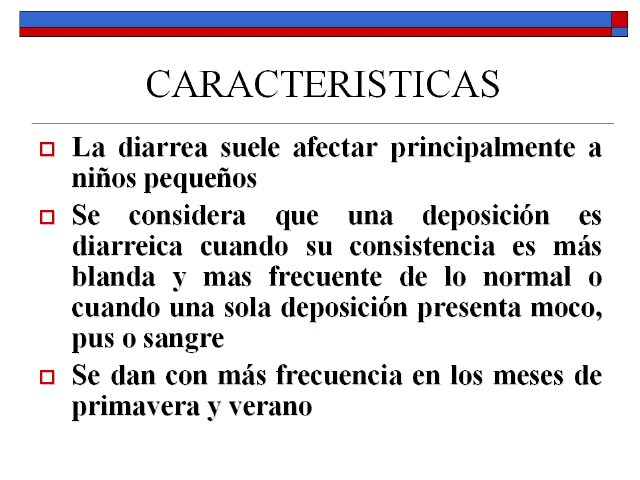 CARACTERISTICAS
La diarrea suele afectar principalmente a
niños pequeños
Se considera que una deposición es
diarreica cuando su consistencia es más
blanda y mas frecuente de lo normal o
cuando una sola deposición presenta moco,
pus o sangre
Se dan con más frecuencia en los meses de
primavera y verano